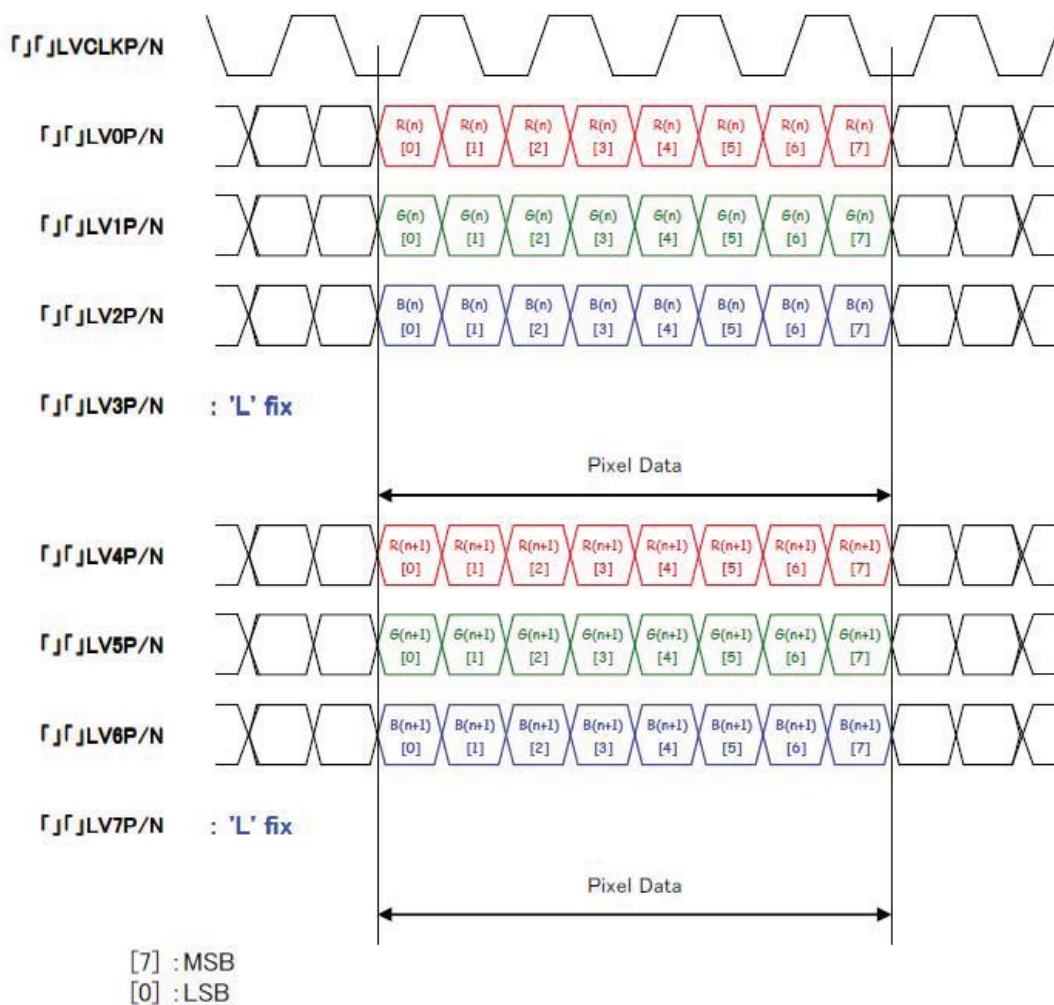 「」「」LVCLKP/N
「」「」LV0P/N
R(n) R(n) R(n) R(n) R(n) R(n) R(n) R(n)
[0] [1] [2] [3] [4] [5] [6] [7]
「」「」LV1P/N
G(n) G(n) G(n) G(n) G(n) G(n) G(n) G(n)
[0] [1] [2] [3] [4] [5] [6] [7]
「」「」LV2P/N
B(n) B(n) B(n) B(n) B(n) B(n) B(n) B(n)
[0] [1] [2] [3] [4] [5] [6] [7]
「」「」LV3P/N : 'L' fix
Pixel Data
「」「」LV4P/N
R(n+1) R(n+1) R(n+1) R(n+1) R(n+1) R(n+1) R(n+1) R(n+1)
[0] [1] [2] [3] [4] [5] [6] [7]
「」「」LV5P/N
G(n+1) G(n+1) G(n+1) G(n+1) G(n+1) G(n+1) G(n+1) G(n+1)
[0] [1] [2] [3] [4] [5] [6] [7]
「」「」LV6P/N
B(n+1) B(n+1) B(n+1) B(n+1) B(n+1) B(n+1) B(n+1) B(n+1)
[0] [1] [2] [3] [4] [5] [6] [7]
「」「」LV7P/N : 'L' fix
Pixel Data
[7] : MSB
[0] : LSB